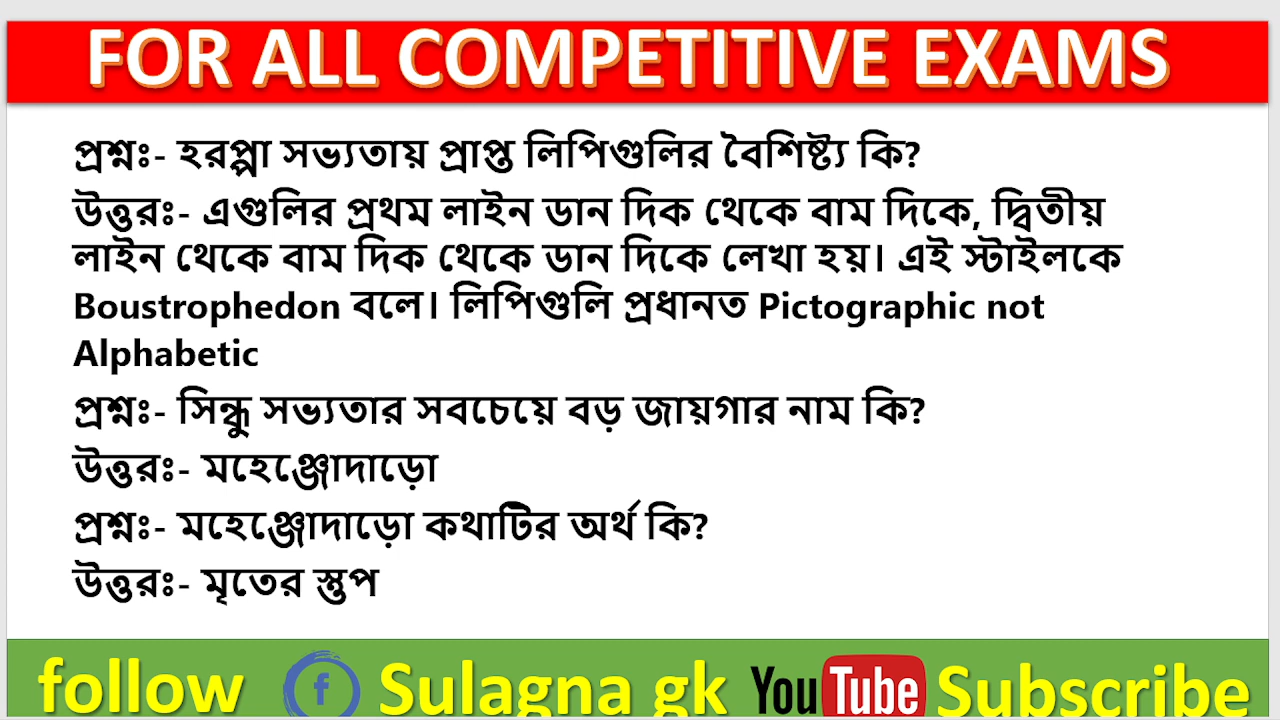 FOR ALL COMPETITIVE EXAMS
প্রশ্নঃ- হরপ্পা সভ্যতায় প্রাপ্ত লিপিগুলির বৈশিষ্ট্য কি?
উত্তরঃ- এগুলির প্রথম লাইন ডান দিক থেকে বাম দিকে, দ্বিতীয়
লাইন থেকে বাম দিক থেকে ডান দিকে লেখা হয়। এই স্টাইলকে
Boustrophedon বলে। লিপিগুলি প্রধানত Pictographic not
Alphabetic
প্রশ্নঃ- সিন্ধু সভ্যতার সবচেয়ে বড় জায়গার নাম কি?
উত্তরঃ- মহেঞ্জোদাড়ো
প্রশ্নঃ- মহেঞ্জোদাড়ো কথাটির অর্থ কি?
উত্তরঃ- মৃতের স্তুপ
follow f Sulagna gk YouTube Subscribe